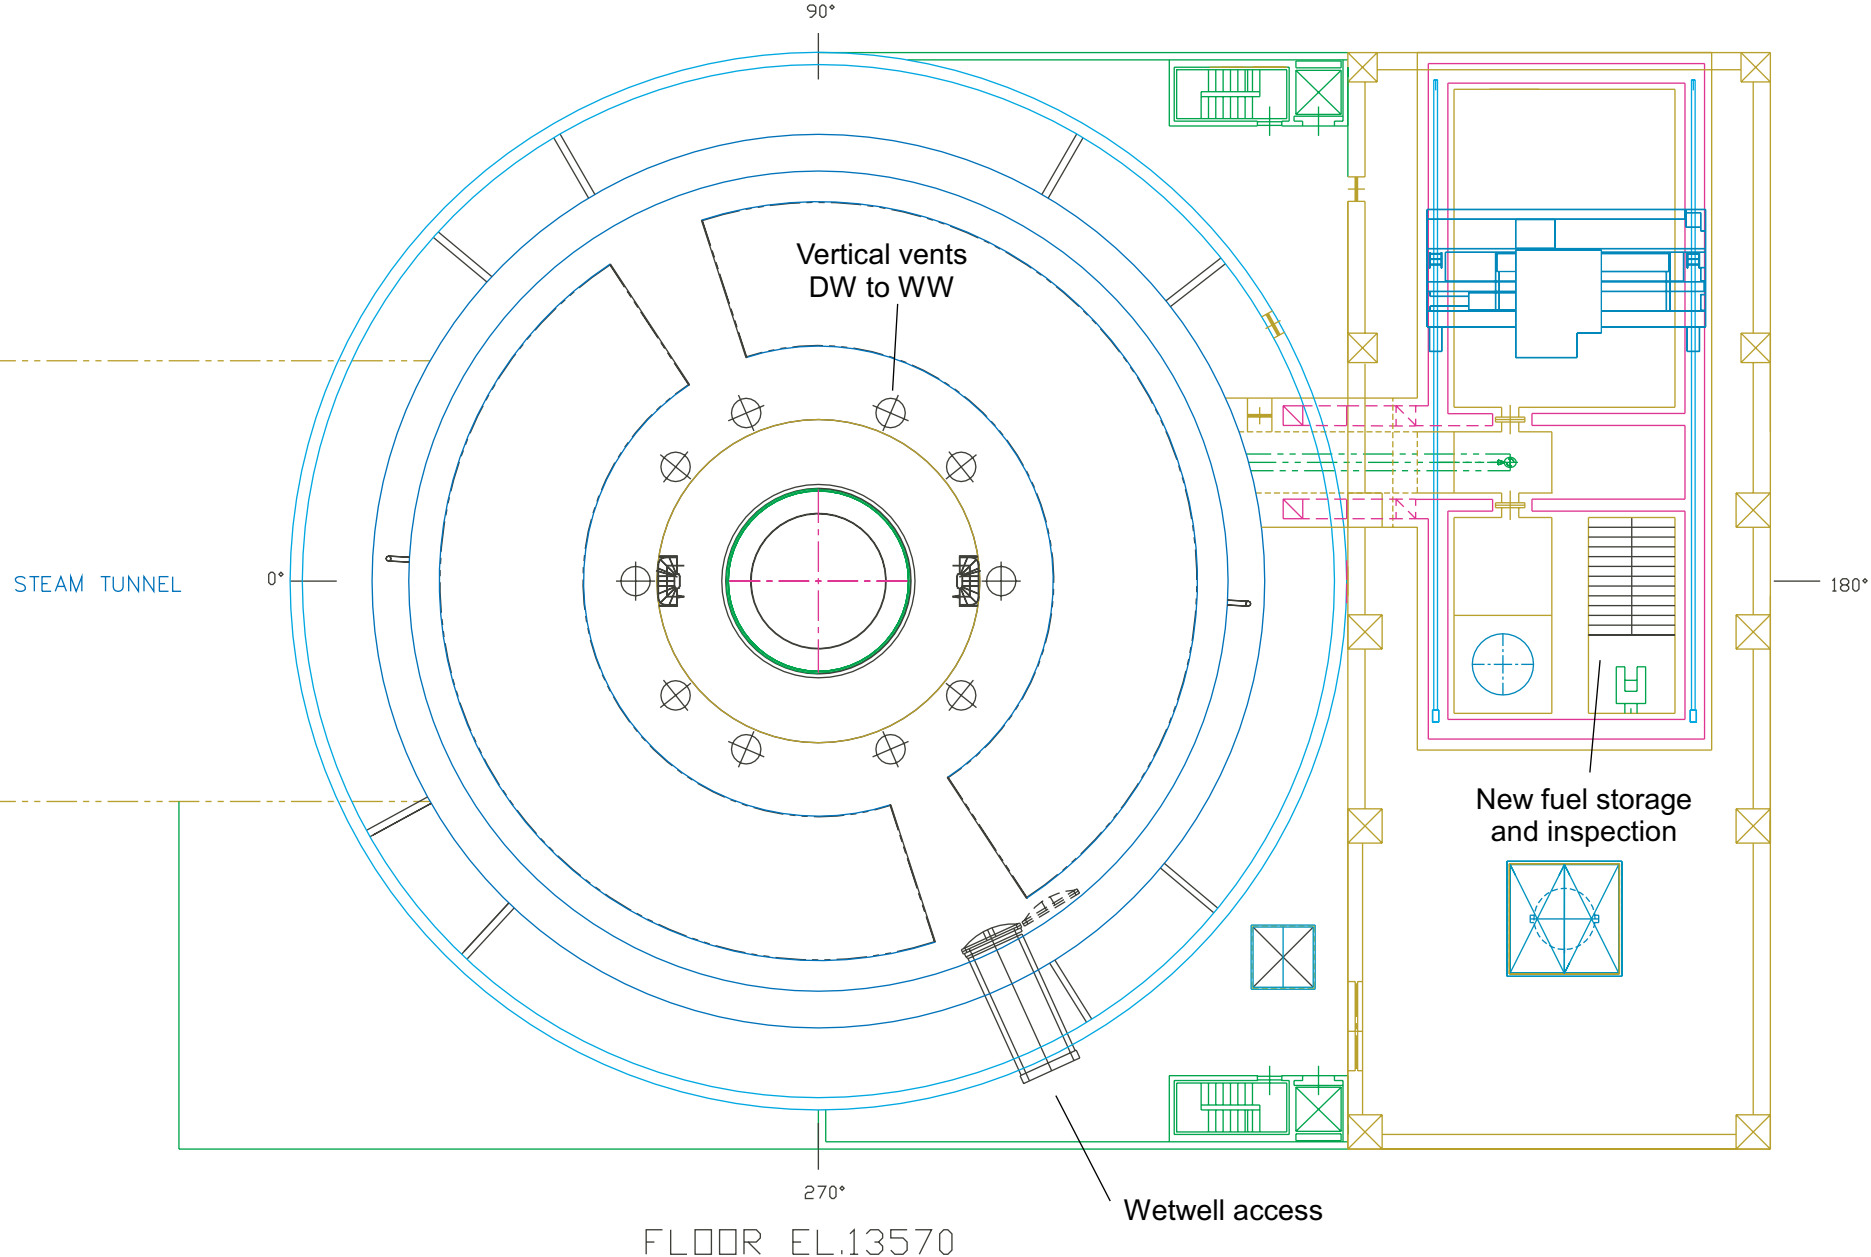 90°
Vertical vents
DW to WW
STEAM TUNNEL
0°
180°
New fuel storage
and inspection
270°
Wetwell access
FLOOR EL.13570